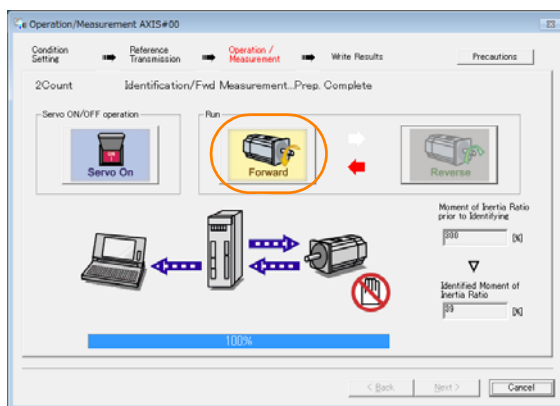 Operation/Measurement AXIS#00
Condition Setting
Reference Transmission
Operation / Measurement
Write Results
Precautions
2Count
Identification/Fwd Measurement...Prep. Complete
Servo ON/OFF operation
Run
Servo On
Forward
Reverse
Moment of Inertia Ratio
prior to Identifying
300 [%]
Identified Moment of
Inertia Ratio
39 [%]
100%
< Back
Next >
Cancel